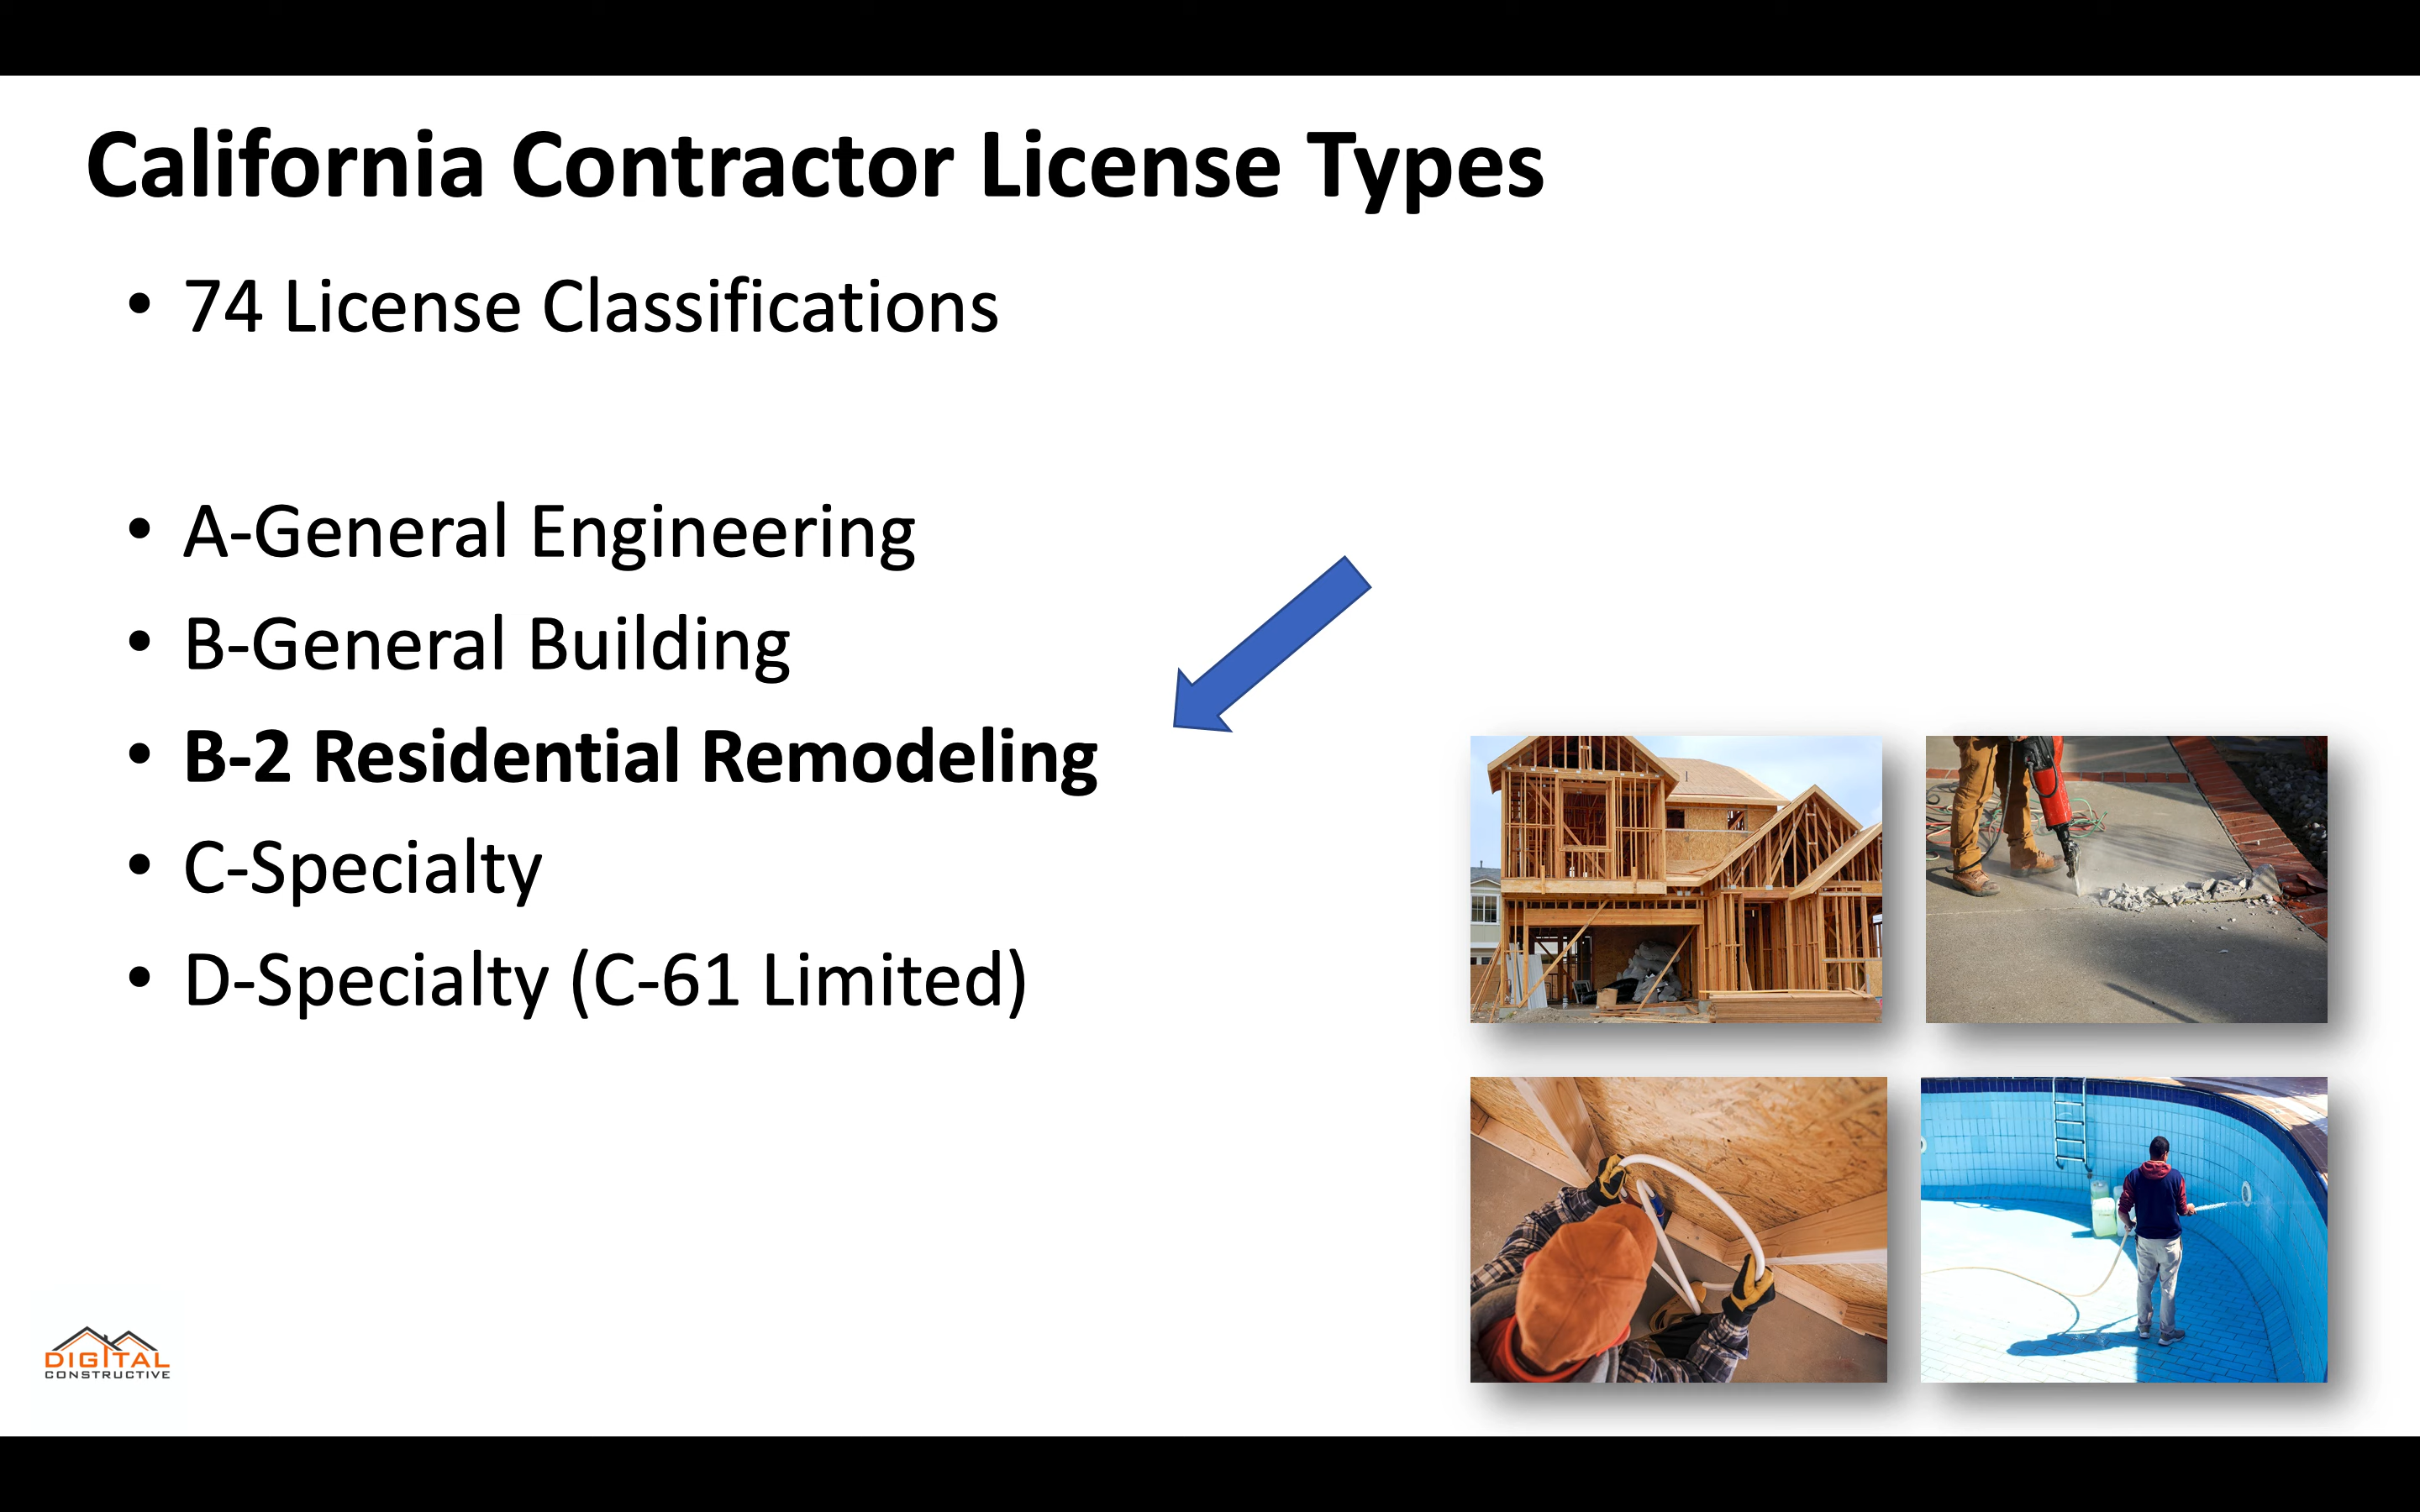 California Contractor License Types
• 74 License Classifications
• A-General Engineering
• B-General Building
• B-2 Residential Remodeling
• C-Specialty
• D-Specialty (C-61 Limited)
DIGITAL
CONSTRUCTIVE